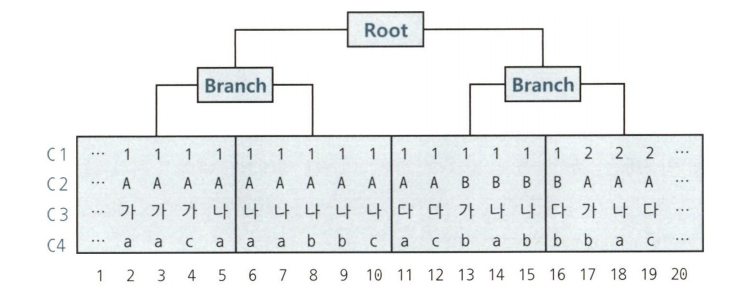 Root
Branch Branch
C1 … 1 1 1 1 1 1 1 1 1 1 1 1 1 1 1 2 2 2 …
C2 … A A A A A A A A A A A B B B B A A A …
C3 … 가 가 가 나 나 나 나 나 나 다 다 가 나 나 다 가 나 다 …
C4 … a a c a a a b b c a c b a b b b a c …
1 2 3 4 5 6 7 8 9 10 11 12 13 14 15 16 17 18 19 20